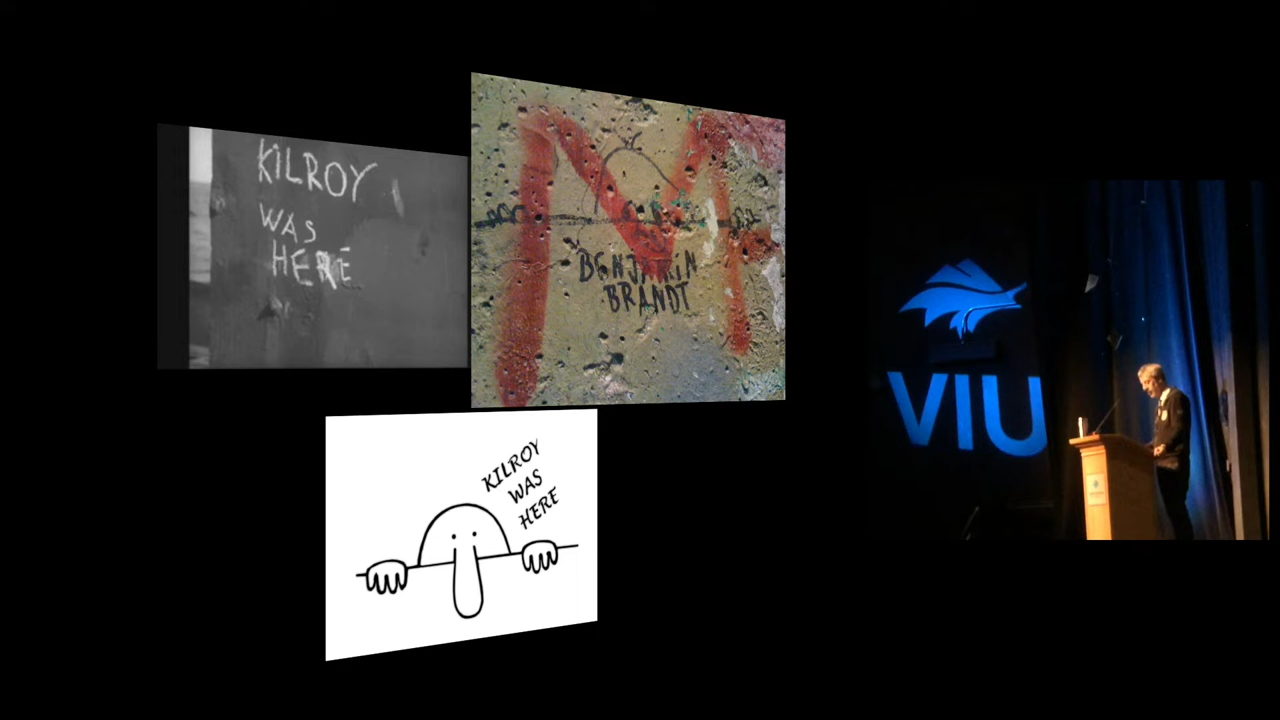 KILROY
WAS
HERE
M
BENJAMIN
BRANDT
KILROY
WAS
HERE
VIU